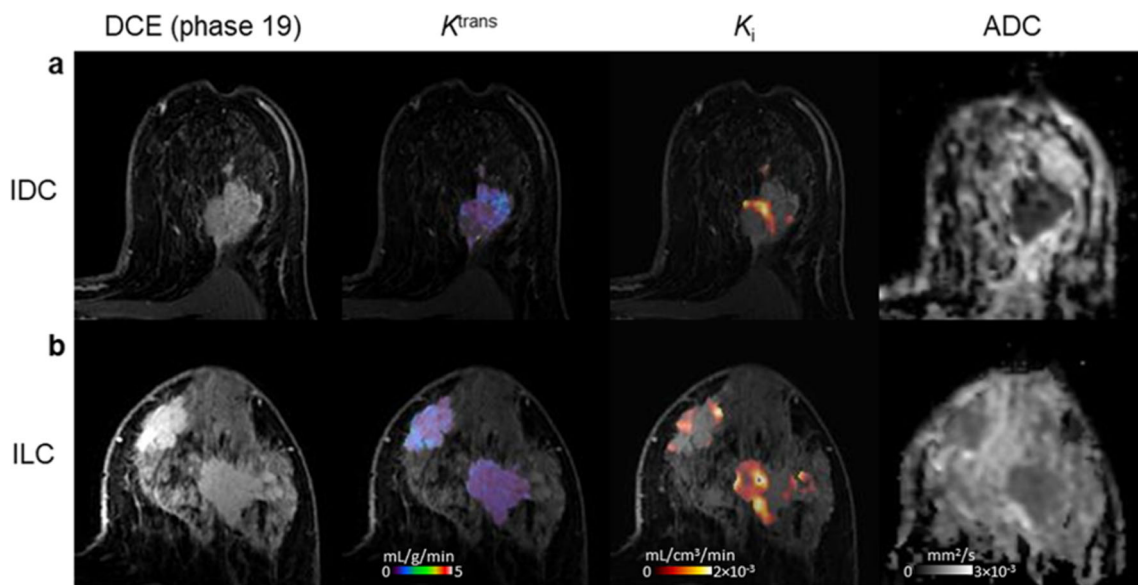 DCE (phase 19) Kᵗʳᵃⁿˢ Kᵢ ADC
a
IDC
b
ILC
mL/g/min mL/cm³/min mm²/s
0 5 0 2×10⁻³ 0 3×10⁻³